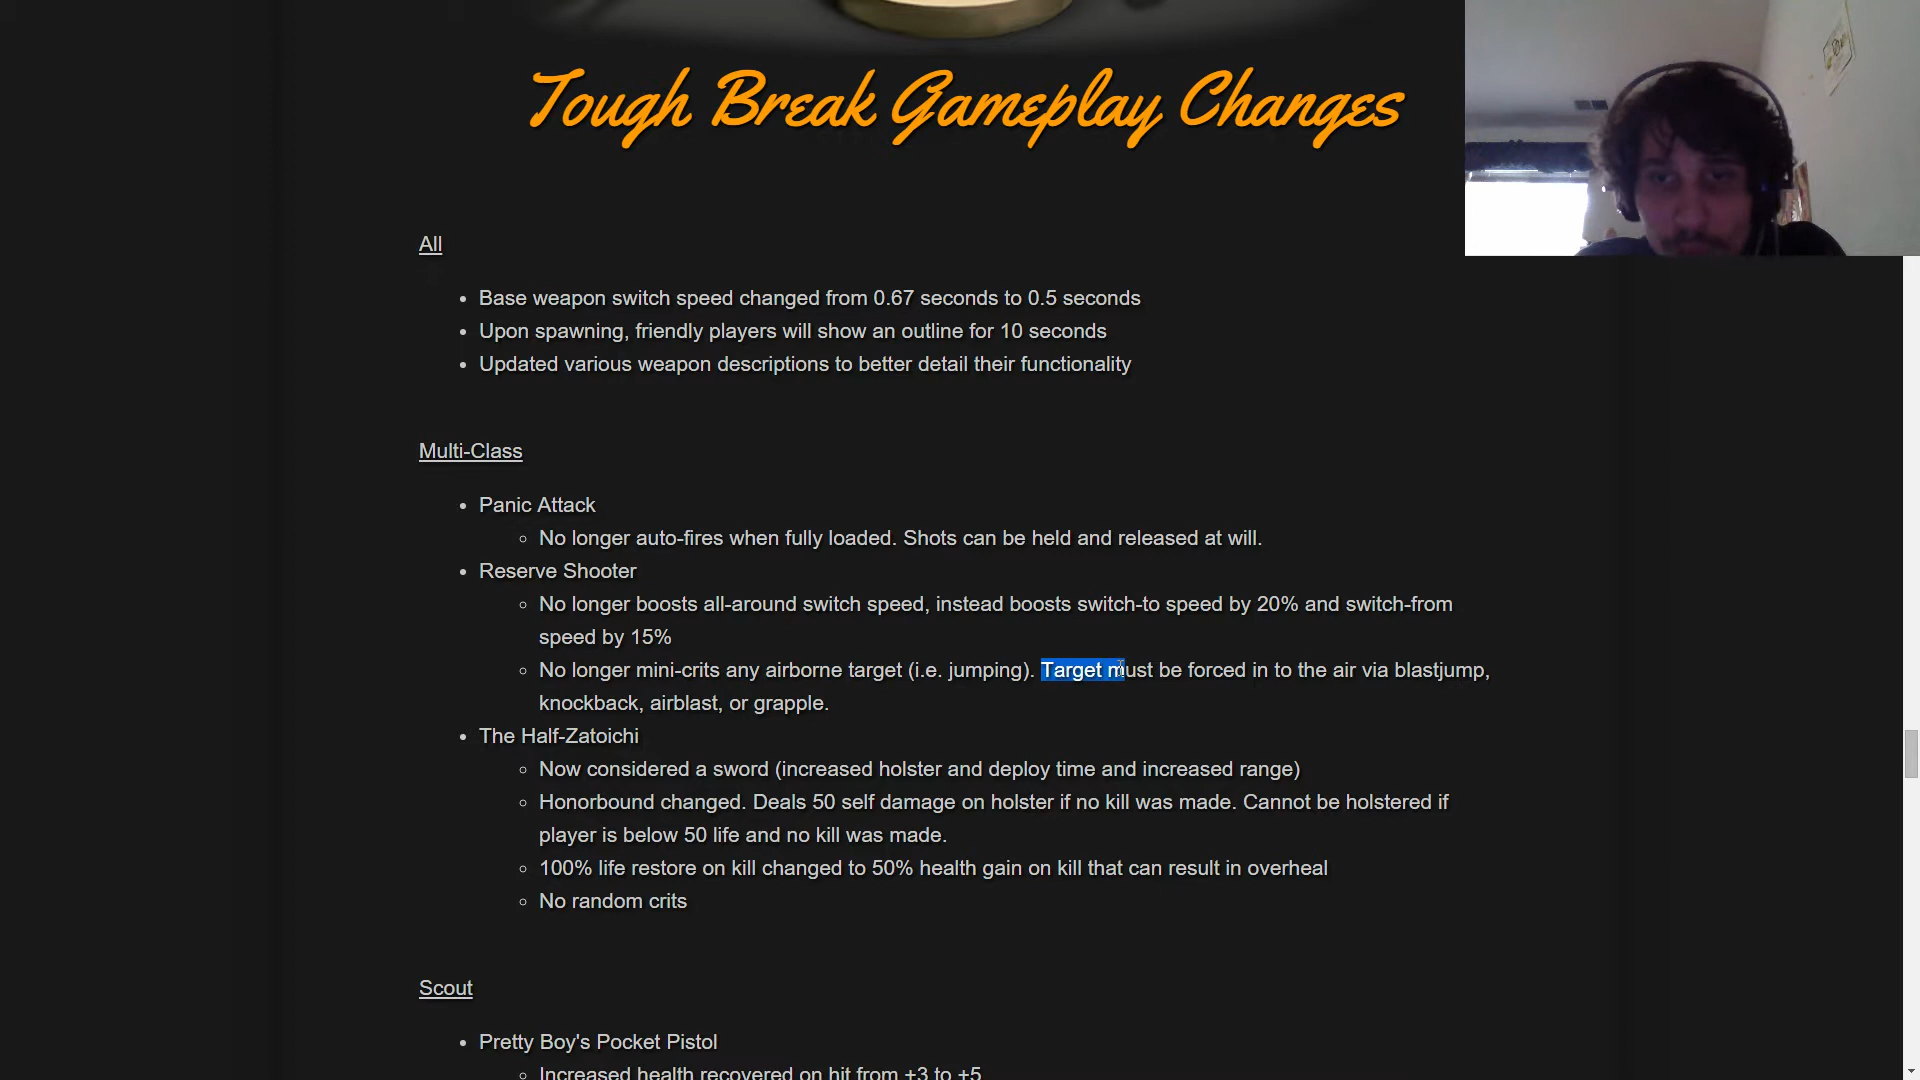 Tough Break Gameplay Changes
All
Base weapon switch speed changed from 0.67 seconds to 0.5 seconds
Upon spawning, friendly players will show an outline for 10 seconds
Updated various weapon descriptions to better detail their functionality
Multi-Class
Panic Attack
No longer auto-fires when fully loaded. Shots can be held and released at will.
Reserve Shooter
No longer boosts all-around switch speed, instead boosts switch-to speed by 20% and switch-from
speed by 15%
No longer mini-crits any airborne target (i.e. jumping). Target must be forced in to the air via blastjump,
knockback, airblast, or grapple.
The Half-Zatoichi
Now considered a sword (increased holster and deploy time and increased range)
Honorbound changed. Deals 50 self damage on holster if no kill was made. Cannot be holstered if
player is below 50 life and no kill was made.
100% life restore on kill changed to 50% health gain on kill that can result in overheal
No random crits
Scout
Pretty Boy's Pocket Pistol
Increased health recovered on hit from +3 to +5